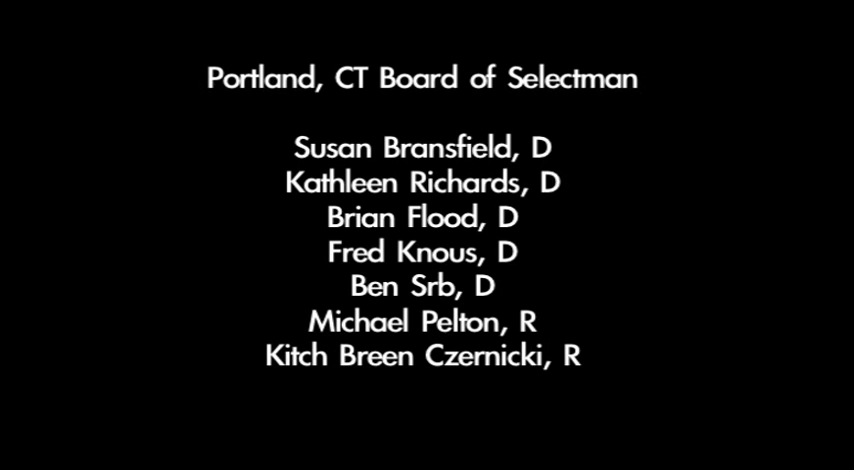 Portland, CT Board of Selectman
Susan Bransfield, D
Kathleen Richards, D
Brian Flood, D
Fred Knous, D
Ben Srb, D
Michael Pelton, R
Kitch Breen Czernicki, R